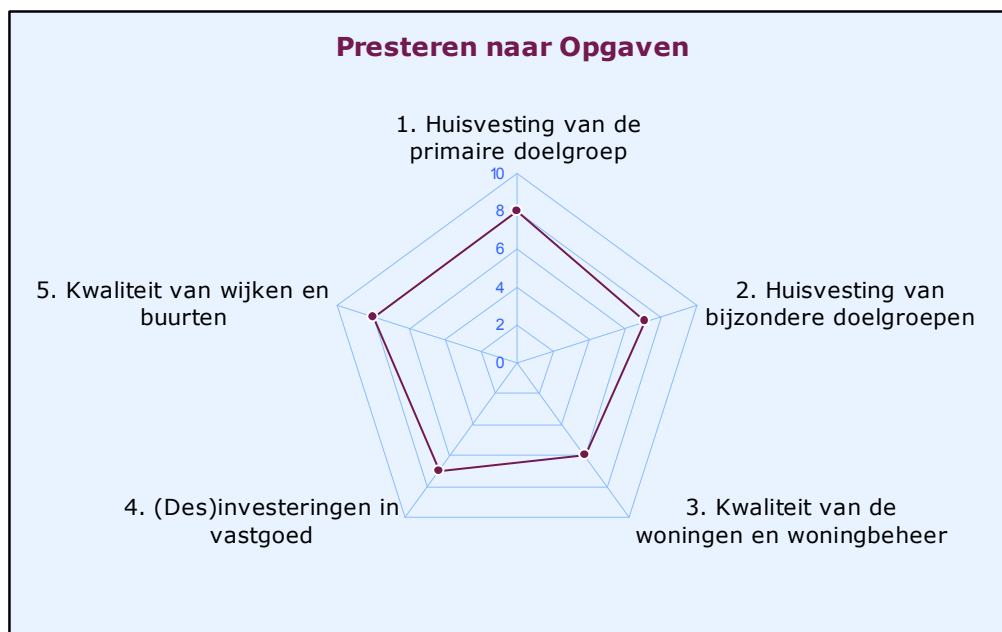 Presteren naar Opgaven
1. Huisvesting van de
primaire doelgroep
10
8
6
4
2
0
5. Kwaliteit van wijken en
buurten
2. Huisvesting van
bijzondere doelgroepen
4. (Des)investeringen in
vastgoed
3. Kwaliteit van de
woningen en woningbeheer